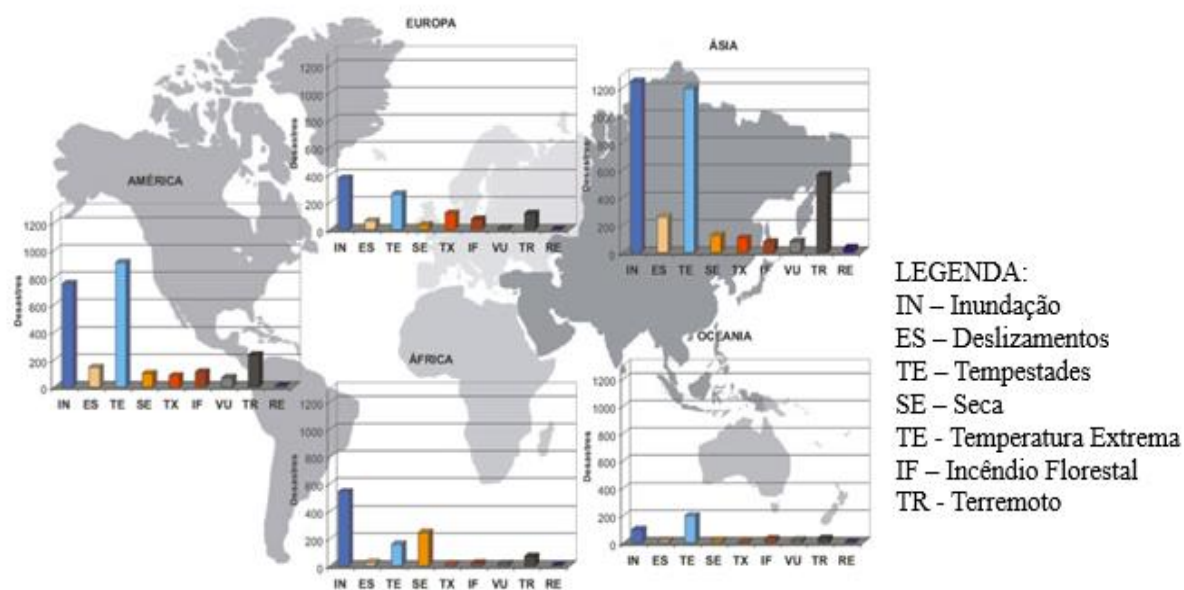 EUROPA
1200
1000
800
600
400
200
0
Desastres
IN ES TE SE TX IF VU TR RE
ÁSIA
1200
1000
800
600
400
200
0
Desastres
IN ES TE SE TX IF VU TR RE
AMÉRICA
1200
1000
800
600
400
200
0
Desastres
IN ES TE SE TX IF VU TR RE
ÁFRICA
1200
1000
800
600
400
200
0
Desastres
IN ES TE SE TX IF VU TR RE
OCEANIA
1200
1000
800
600
400
200
0
Desastres
IN ES TE SE TX IF VU TR RE
LEGENDA:
IN – Inundação
ES – Deslizamentos
TE – Tempestades
SE – Seca
TE - Temperatura Extrema
IF – Incêndio Florestal
TR - Terremoto